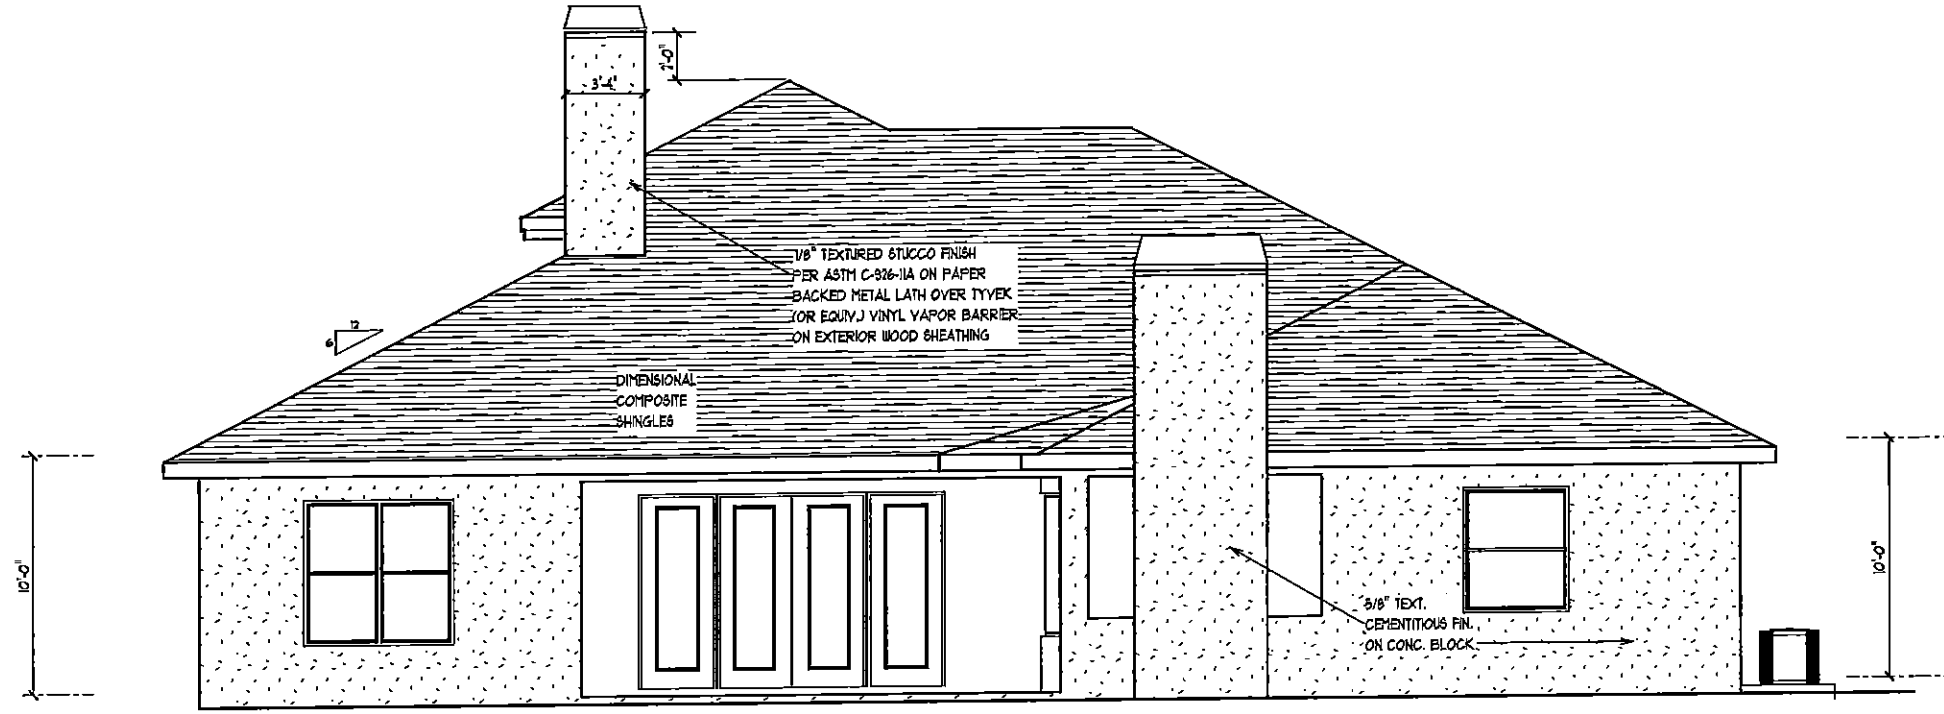 2'-0"
3'-4"
7/8" TEXTURED STUCCO FINISH
PER ASTM C-926-11A ON PAPER
BACKED METAL LATH OVER TYVEK
(OR EQUIV.) VINYL VAPOR BARRIER
ON EXTERIOR WOOD SHEATHING
12
6
DIMENSIONAL
COMPOSITE
SHINGLES
10'-0"
10'-0"
5/8" TEXT.
CEMENTITIOUS FIN.
ON CONC. BLOCK